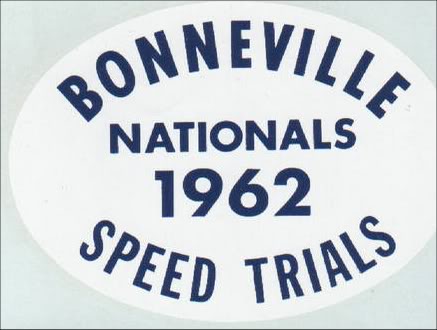 BONNEVILLE
NATIONALS
1962
SPEED TRIALS